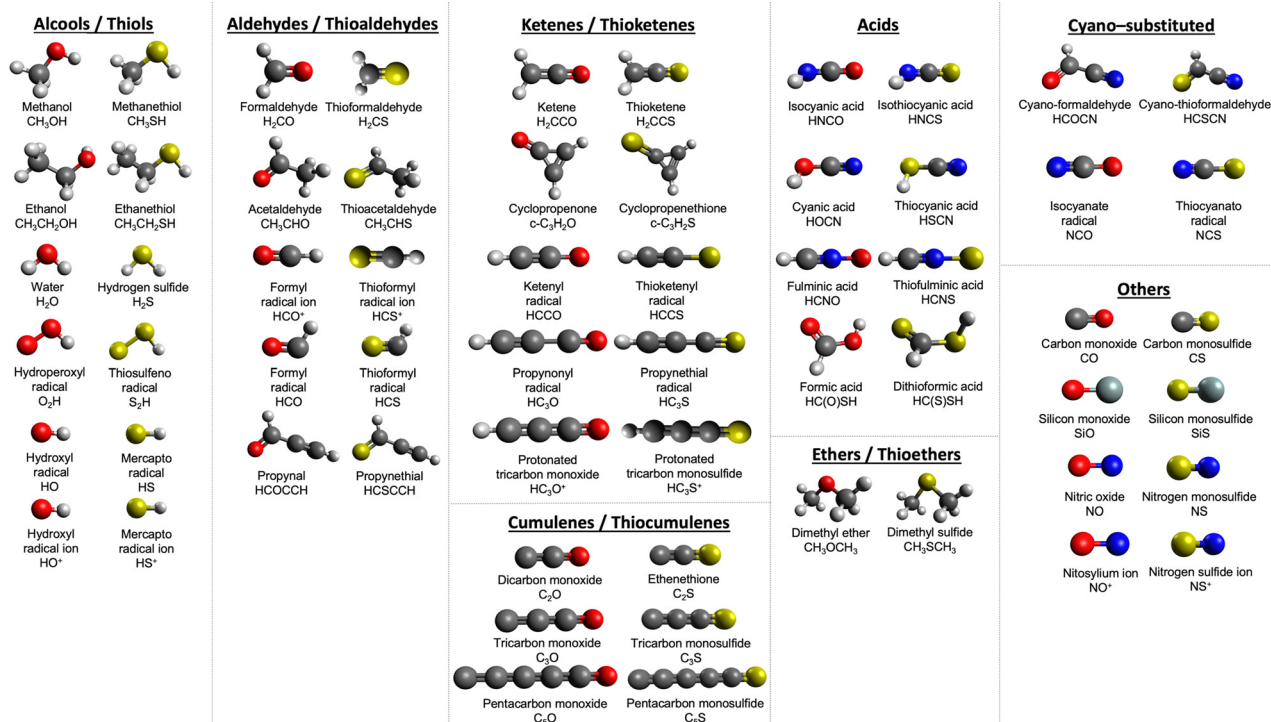 Alcools / Thiols
Methanol
CH₃OH
Methanethiol
CH₃SH
Ethanol
CH₃CH₂OH
Ethanethiol
CH₃CH₂SH
Water
H₂O
Hydrogen sulfide
H₂S
Hydroperoxyl
radical
O₂H
Thiosulfeno
radical
S₂H
Hydroxyl
radical
HO
Mercapto
radical
HS
Hydroxyl
radical ion
HO⁺
Mercapto
radical ion
HS⁺
Aldehydes / Thioaldehydes
Formaldehyde
H₂CO
Thioformaldehyde
H₂CS
Acetaldehyde
CH₃CHO
Thioacetaldehyde
CH₃CHS
Formyl
radical ion
HCO⁺
Thioformyl
radical ion
HCS⁺
Formyl
radical
HCO
Thioformyl
radical
HCS
Propynal
HCOCCH
Propynethial
HCSCCH
Ketenes / Thioketenes
Ketene
H₂CCO
Thioketene
H₂CCS
Cyclopropenone
c-C₃H₂O
Cyclopropenethione
c-C₃H₂S
Ketenyl
radical
HCCO
Thioketenyl
radical
HCCS
Propynonyl
radical
HC₃O
Propynethial
radical
HC₃S
Protonated
tricarbon monoxide
HC₃O⁺
Protonated
tricarbon monosulfide
HC₃S⁺
Cumulenes / Thiocumulenes
Dicarbon monoxide
C₂O
Ethenethione
C₂S
Tricarbon monoxide
C₃O
Tricarbon monosulfide
C₃S
Pentacarbon monoxide
C₅O
Pentacarbon monosulfide
C₅S
Acids
Isocyanic acid
HNCO
Isothiocyanic acid
HNCS
Cyanic acid
HOCN
Thiocyanic acid
HSCN
Fulminic acid
HCNO
Thiofulminic acid
HCNS
Formic acid
HC(O)SH
Dithioformic acid
HC(S)SH
Ethers / Thioethers
Dimethyl ether
CH₃OCH₃
Dimethyl sulfide
CH₃SCH₃
Cyano–substituted
Cyano-formaldehyde
HCOCN
Cyano-thioformaldehyde
HCSCN
Isocyanate
radical
NCO
Thiocyanato
radical
NCS
Others
Carbon monoxide
CO
Carbon monosulfide
CS
Silicon monoxide
SiO
Silicon monosulfide
SiS
Nitric oxide
NO
Nitrogen monosulfide
NS
Nitosylium ion
NO⁺
Nitrogen sulfide ion
NS⁺